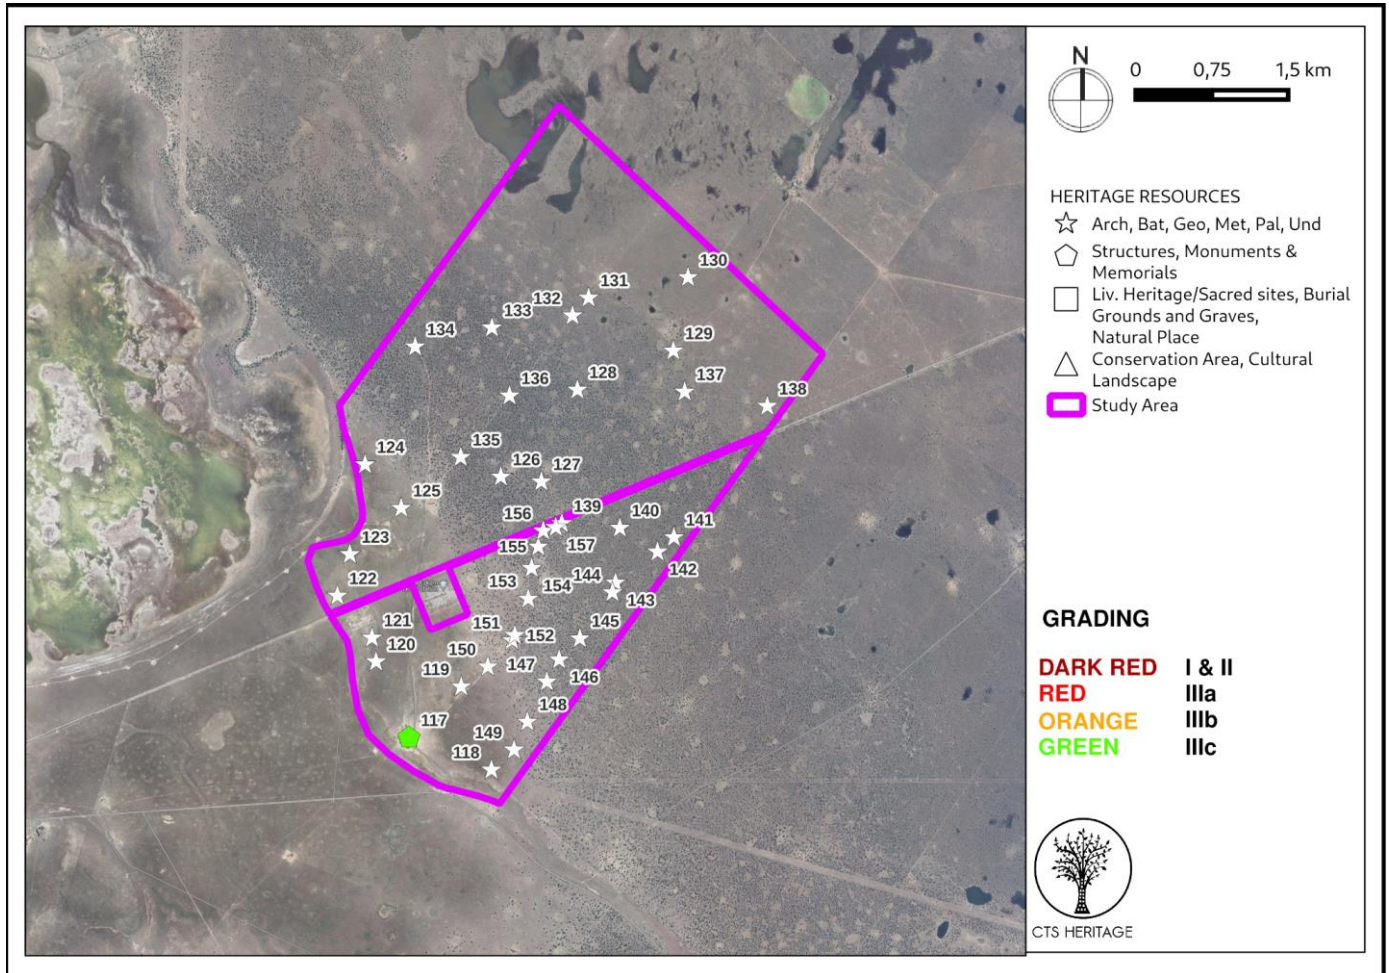 N
0 0,75 1,5 km
HERITAGE RESOURCES
Arch, Bat, Geo, Met, Pal, Und
Structures, Monuments &
Memorials
Liv. Heritage/Sacred sites, Burial
Grounds and Graves,
Natural Place
Conservation Area, Cultural
Landscape
Study Area
GRADING
DARK RED I & II
RED IIIa
ORANGE IIIb
GREEN IIIc
CTS HERITAGE
130
131
132
133
134
129
128
137
136
138
135
124
126
127
125
139
156
140
141
123
155
157
142
122
153
154
144
143
121
151
152
145
120
150
147
119
146
148
117
149
118